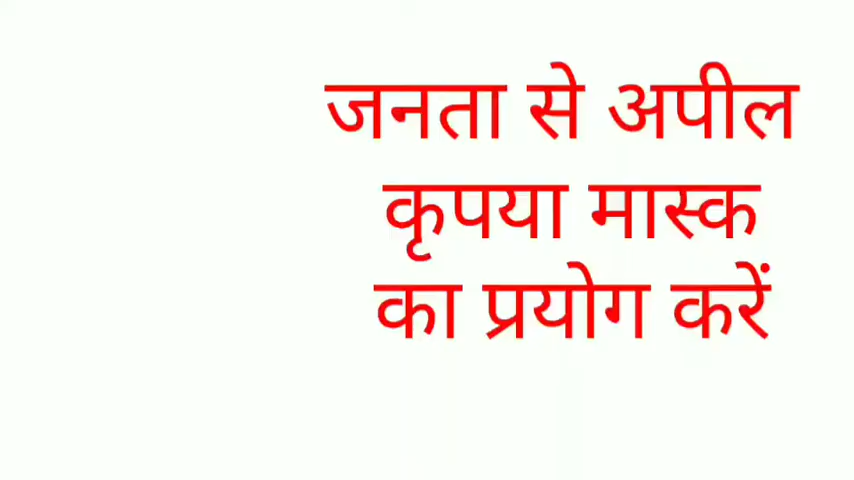 जनता से अपील
कृपया मास्क
का प्रयोग करें